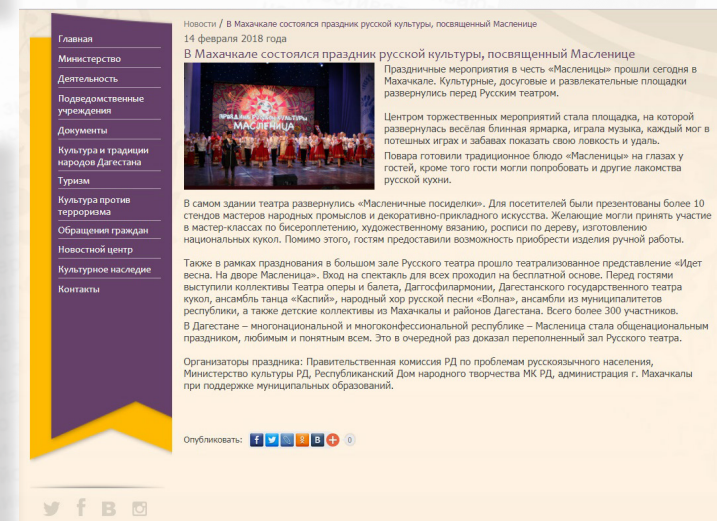 Главная
Министерство
Деятельность
Подведомственные
учреждения
Документы
Культура и традиции
народов Дагестана
Туризм
Культура против
терроризма
Обращения граждан
Новостной центр
Культурное наследие
Контакты
Новости / В Махачкале состоялся праздник русской культуры, посвященный Масленице
14 февраля 2018 года
В Махачкале состоялся праздник русской культуры, посвященный Масленице
ПРАЗДНИК РУССКОЙ КУЛЬТУРЫ
МАСЛЕНИЦА
Праздничные мероприятия в честь «Масленицы» прошли сегодня в
Махачкале. Культурные, досуговые и развлекательные площадки
развернулись перед Русским театром.
Центром торжественных мероприятий стала площадка, на которой
развернулась весёлая блинная ярмарка, играла музыка, каждый мог в
потешных играх и забавах показать свою ловкость и удаль.
Повара готовили традиционное блюдо «Масленицы» на глазах у
гостей, кроме того гости могли попробовать и другие лакомства
русской кухни.
В самом здании театра развернулись «Масленичные посиделки». Для посетителей были презентованы более 10
стендов мастеров народных промыслов и декоративно-прикладного искусства. Желающие могли принять участие
в мастер-классах по бисероплетению, художественному вязанию, росписи по дереву, изготовлению
национальных кукол. Помимо этого, гостям предоставили возможность приобрести изделия ручной работы.
Также в рамках празднования в большом зале Русского театра прошло театрализованное представление «Идет
весна. На дворе Масленица». Вход на спектакль для всех проходил на бесплатной основе. Перед гостями
выступили коллективы Театра оперы и балета, Даггосфилармонии, Дагестанского государственного театра
кукол, ансамбль танца «Каспий», народный хор русской песни «Волна», ансамбли из муниципалитетов
республики, а также детские коллективы из Махачкалы и районов Дагестана. Всего более 300 участников.
В Дагестане – многонациональной и многоконфессиональной республике – Масленица стала общенациональным
праздником, любимым и понятным всем. Это в очередной раз доказал переполненный зал Русского театра.
Организаторы праздника: Правительственная комиссия РД по проблемам русскоязычного населения,
Министерство культуры РД, Республиканский Дом народного творчества МК РД, администрация г. Махачкалы
при поддержке муниципальных образований.
Опубликовать:
0